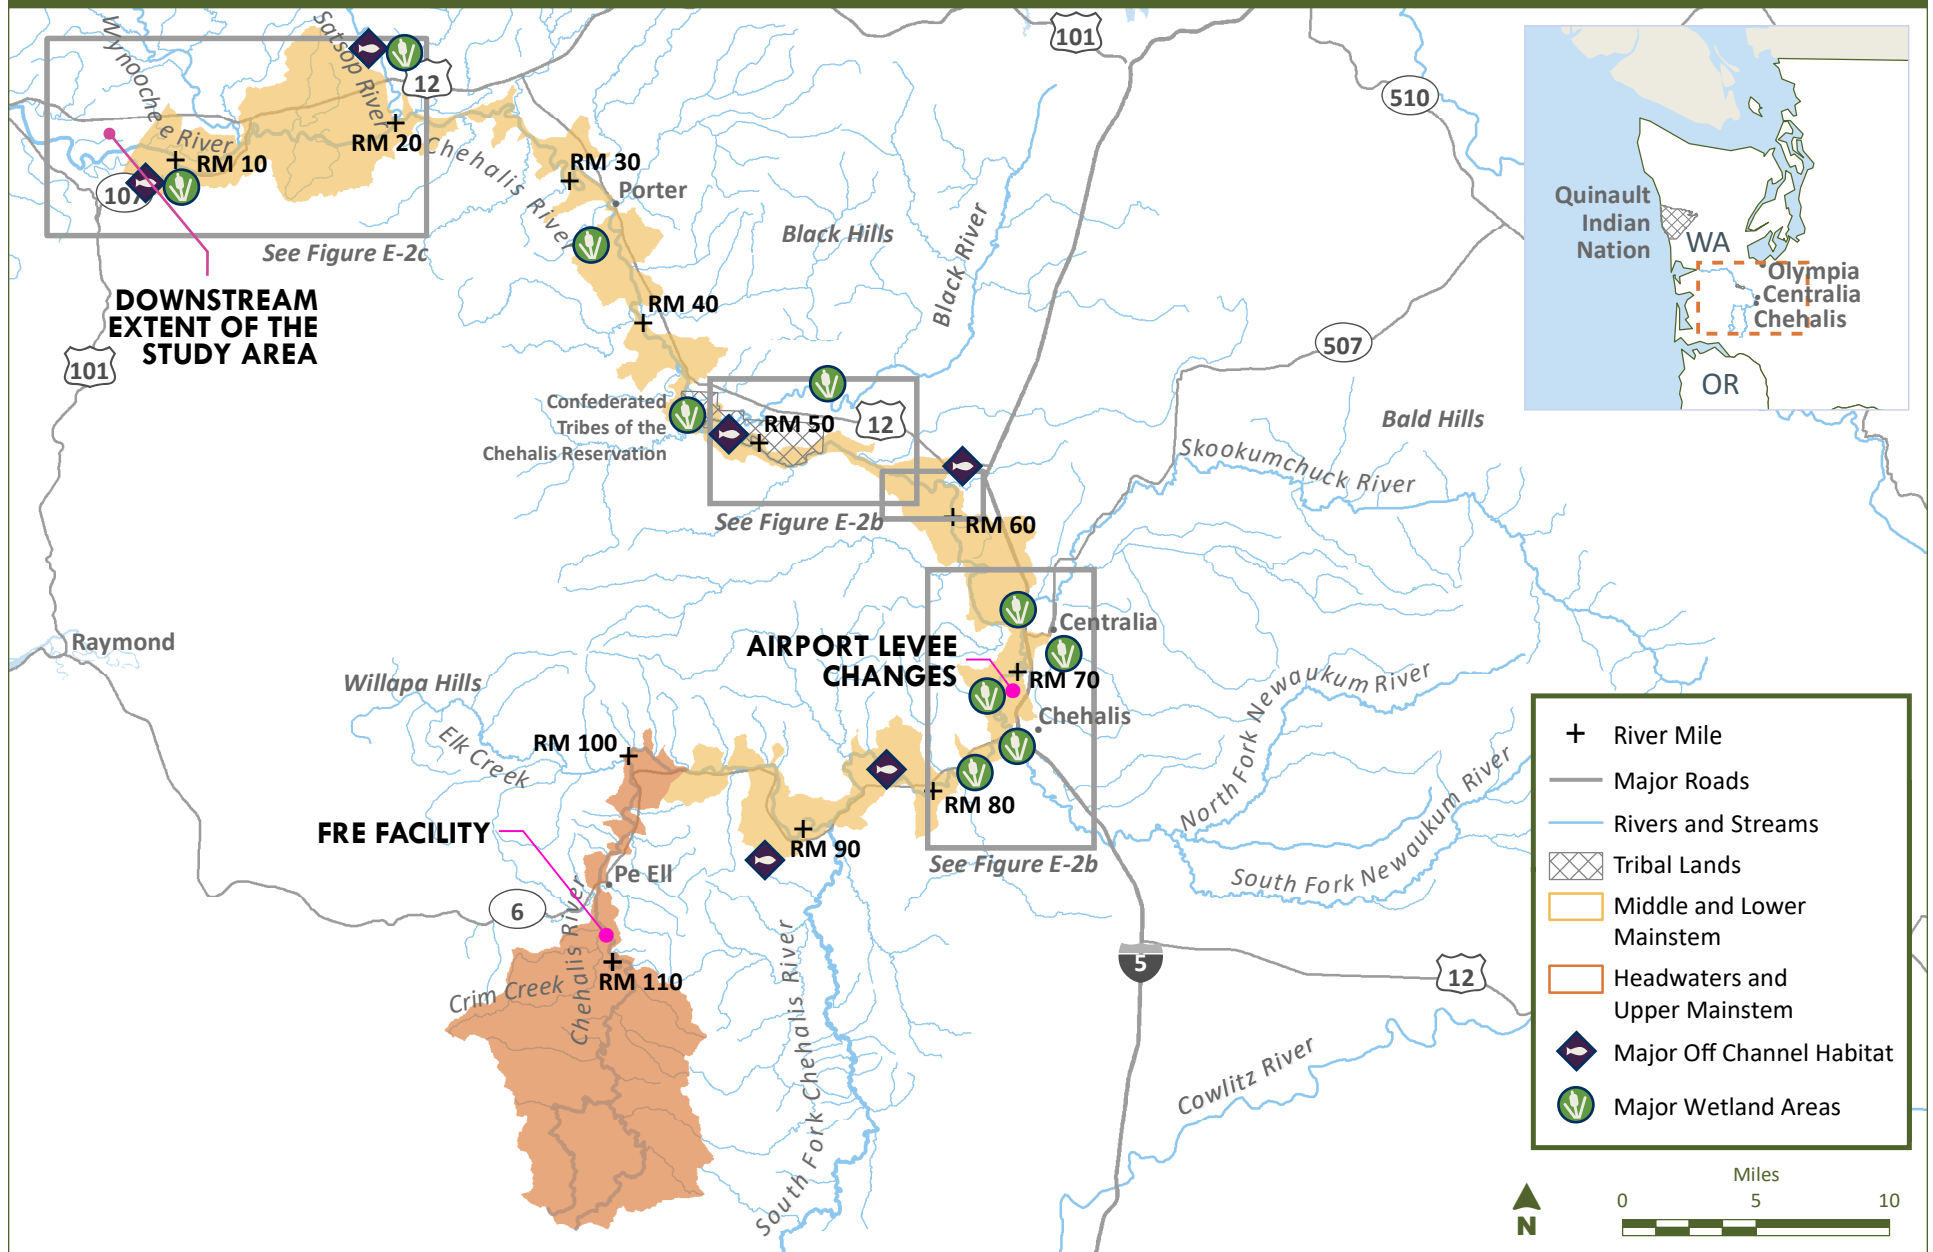 Wynoochee River
Satsop River
12
101
510
RM 20
RM 10
107
Chehalis River
RM 30
Porter
See Figure E-2c
Black Hills
Black River
DOWNSTREAM
EXTENT OF THE
STUDY AREA
RM 40
101
507
Quinault
Indian
Nation
WA
Olympia
Centralia
Chehalis
OR
Confederated
Tribes of the
Chehalis Reservation
RM 50
12
Bald Hills
Skookumchuck River
See Figure E-2b
RM 60
Raymond
Centralia
AIRPORT LEVEE
CHANGES
RM 70
Chehalis
Willapa Hills
Elk Creek
RM 100
North Fork Newaukum River
South Fork Newaukum River
RM 80
RM 90
See Figure E-2b
FRE FACILITY
Pe Ell
6
Chehalis River
Crim Creek
RM 110
South Fork Chehalis River
5
12
Cowlitz River
River Mile
Major Roads
Rivers and Streams
Tribal Lands
Middle and Lower
Mainstem
Headwaters and
Upper Mainstem
Major Off Channel Habitat
Major Wetland Areas
N
Miles
0 5 10